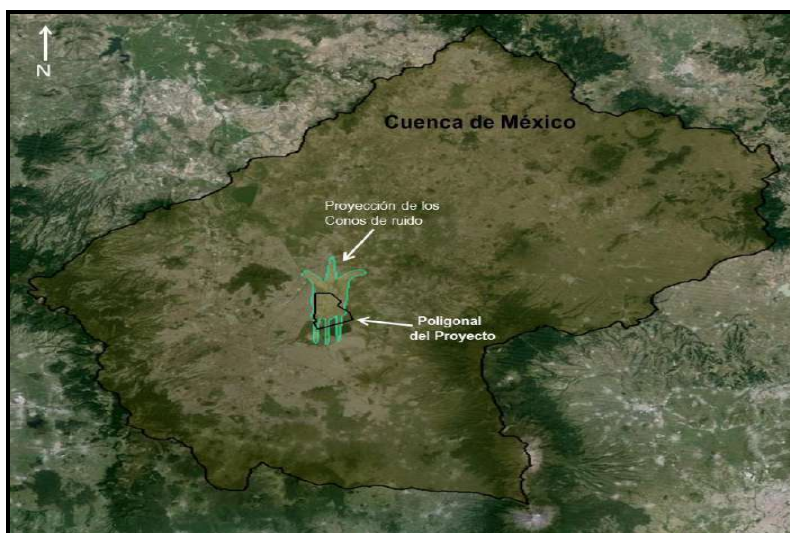 N
Cuenca de México
Proyección de los
Conos de ruido
Poligonal
del Proyecto